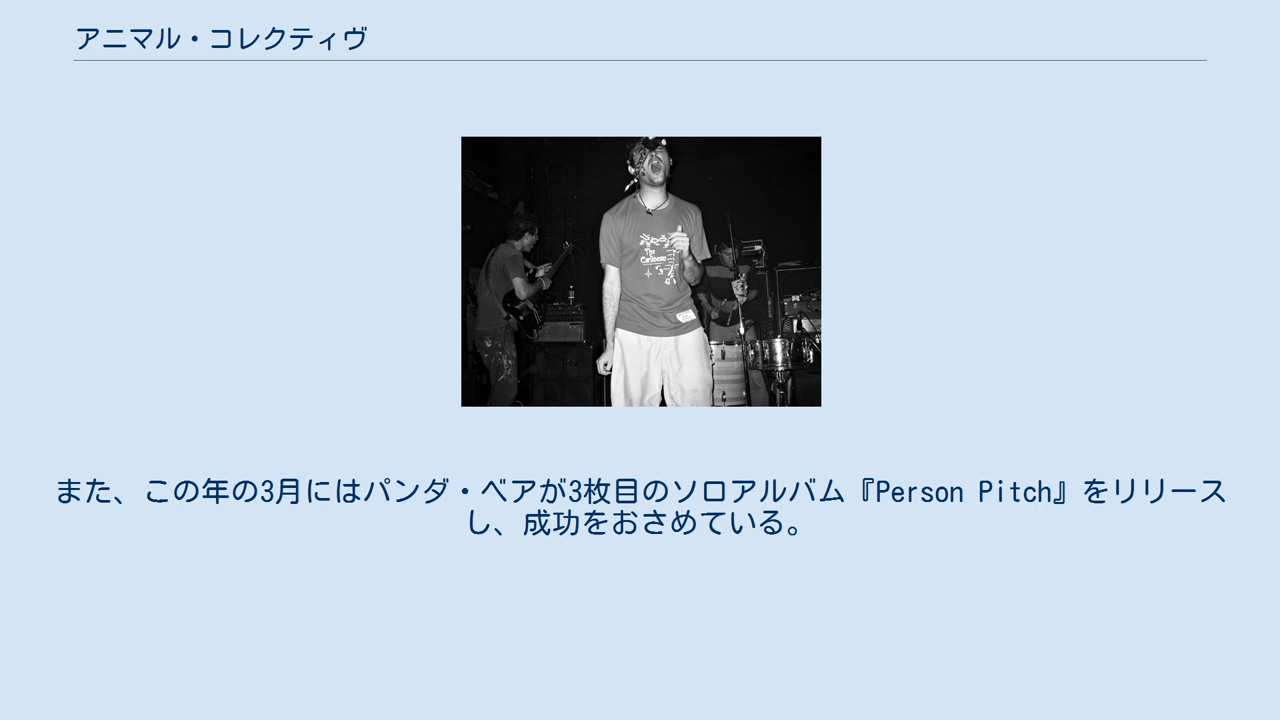 アニマル・コレクティヴ
The
Caribbean
また、この年の3月にはパンダ・ベアが3枚目のソロアルバム『Person Pitch』をリリース
し、成功をおさめている。